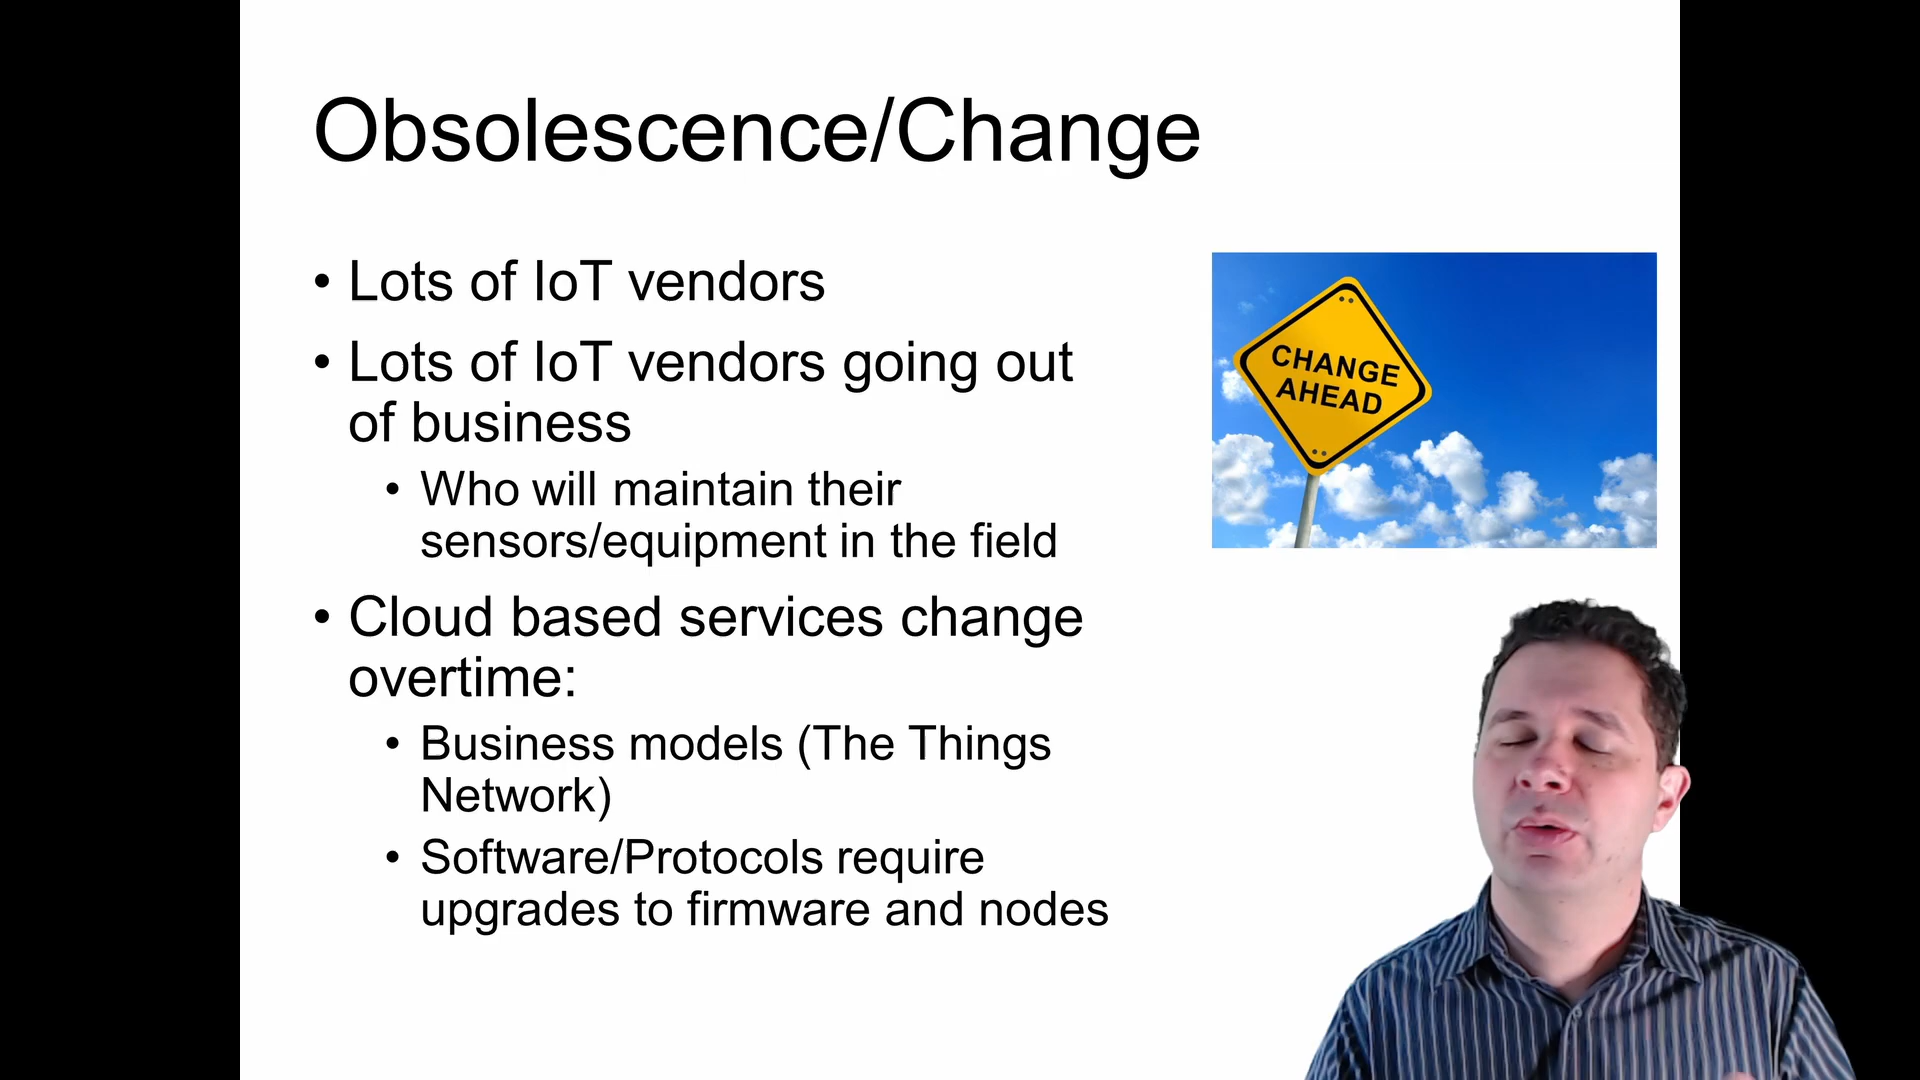 Obsolescence/Change
• Lots of IoT vendors
• Lots of IoT vendors going out
of business
• Who will maintain their
sensors/equipment in the field
• Cloud based services change
overtime:
• Business models (The Things
Network)
• Software/Protocols require
upgrades to firmware and nodes
CHANGE
AHEAD